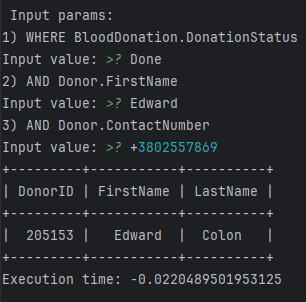 Input params:
1) WHERE BloodDonation.DonationStatus
Input value: >? Done
2) AND Donor.FirstName
Input value: >? Edward
3) AND Donor.ContactNumber
Input value: >? +3802557869
+---------+-----------+----------+
| DonorID | FirstName | LastName |
+---------+-----------+----------+
|  205153 |   Edward  |  Colon   |
+---------+-----------+----------+
Execution time: -0.0220489501953125